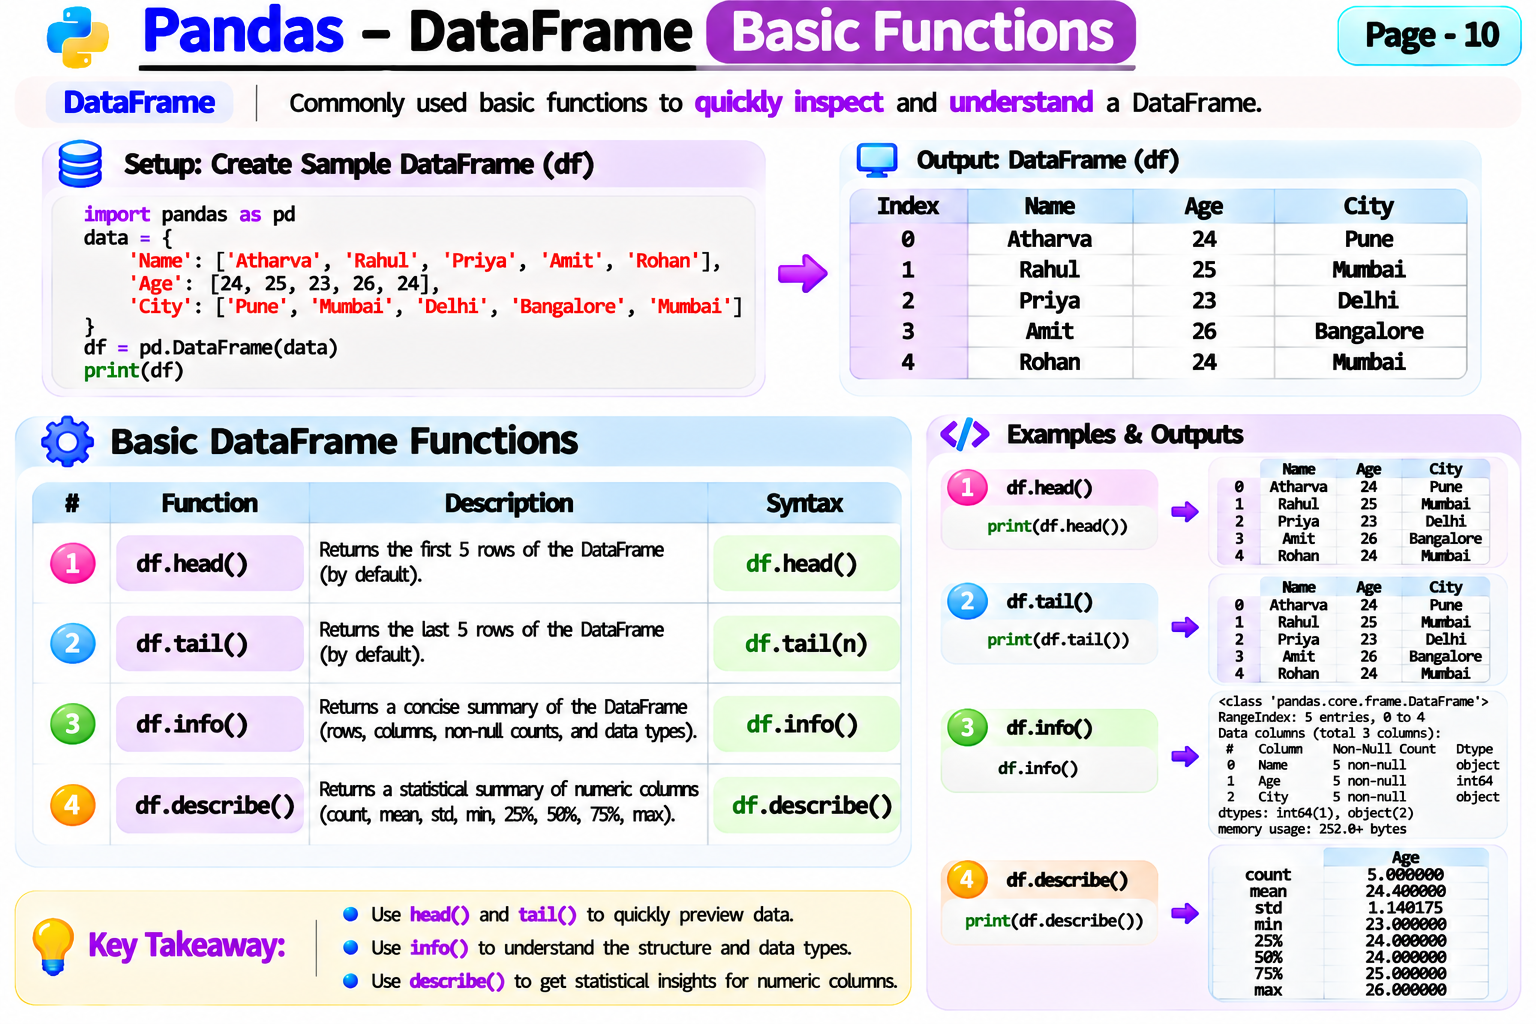 Pandas – DataFrame Basic Functions
Page - 10
DataFrame
Commonly used basic functions to quickly inspect and understand a DataFrame.
Setup: Create Sample DataFrame (df)
import pandas as pd
data = {
'Name': ['Atharva', 'Rahul', 'Priya', 'Amit', 'Rohan'],
'Age': [24, 25, 23, 26, 24],
'City': ['Pune', 'Mumbai', 'Delhi', 'Bangalore', 'Mumbai']
}
df = pd.DataFrame(data)
print(df)
Output: DataFrame (df)
Index Name Age City
0 Atharva 24 Pune
1 Rahul 25 Mumbai
2 Priya 23 Delhi
3 Amit 26 Bangalore
4 Rohan 24 Mumbai
Basic DataFrame Functions
# Function Description Syntax
1 df.head() Returns the first 5 rows of the DataFrame
(by default). df.head()
2 df.tail() Returns the last 5 rows of the DataFrame
(by default). df.tail(n)
3 df.info() Returns a concise summary of the DataFrame
(rows, columns, non-null counts, and data types). df.info()
4 df.describe() Returns a statistical summary of numeric columns
(count, mean, std, min, 25%, 50%, 75%, max). df.describe()
Key Takeaway:
Use head() and tail() to quickly preview data.
Use info() to understand the structure and data types.
Use describe() to get statistical insights for numeric columns.
Examples & Outputs
1 df.head()
print(df.head())
Name Age City
0 Atharva 24 Pune
1 Rahul 25 Mumbai
2 Priya 23 Delhi
3 Amit 26 Bangalore
4 Rohan 24 Mumbai
2 df.tail()
print(df.tail())
Name Age City
0 Atharva 24 Pune
1 Rahul 25 Mumbai
2 Priya 23 Delhi
3 Amit 26 Bangalore
4 Rohan 24 Mumbai
3 df.info()
df.info()
<class 'pandas.core.frame.DataFrame'>
RangeIndex: 5 entries, 0 to 4
Data columns (total 3 columns):
# Column Non-Null Count Dtype
0 Name 5 non-null object
1 Age 5 non-null int64
2 City 5 non-null object
dtypes: int64(1), object(2)
memory usage: 252.0+ bytes
4 df.describe()
print(df.describe())
Age
count 5.000000
mean 24.400000
std 1.140175
min 23.000000
25% 24.000000
50% 24.000000
75% 25.000000
max 26.000000